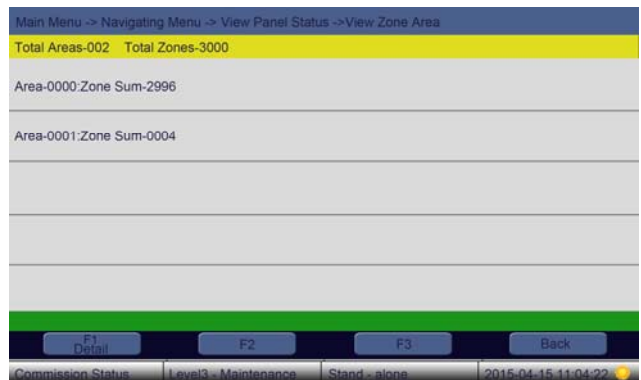 Main Menu -> Navigating Menu -> View Panel Status ->View Zone Area
Total Areas-002 Total Zones-3000
Area-0000:Zone Sum-2996
Area-0001:Zone Sum-0004
F1 F2 F3 Back
Detail
Commission Status Level3 - Maintenance Stand - alone 2015-04-15 11:04:22